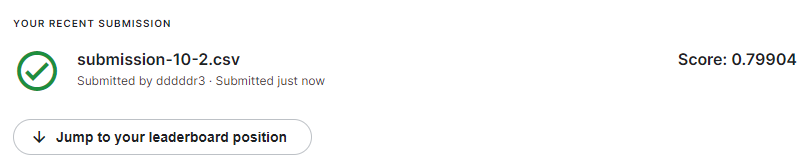 YOUR RECENT SUBMISSION
submission-10-2.csv
Score: 0.79904
Submitted by dddddr3 · Submitted just now
Jump to your leaderboard position